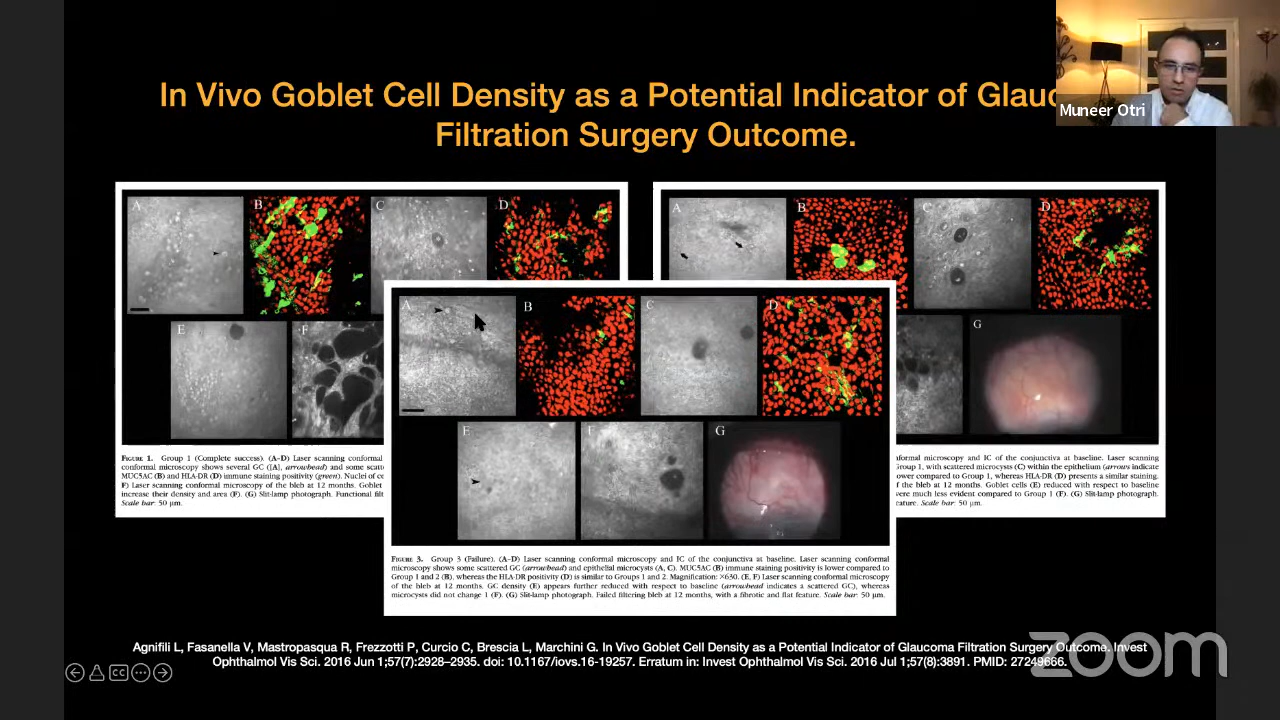 In Vivo Goblet Cell Density as a Potential Indicator of Glauc
Filtration Surgery Outcome.
Muneer Otri
A
B
C
D
E
F
FIGURE 1. Group 1 (Complete success). (A–D) Laser scanning conformal
conformal microscopy shows several GC ([A], arrowhead) and some scatt
MUC5AC (B) and HLA-DR (D) immune staining positivity (green). Nuclei of co
F) Laser scanning conformal microscopy of the bleb at 12 months. Goblet
increase their density and area (F). (G) Slit-lamp photograph. Functional filt
Scale bar: 50 μm.
A
B
C
D
G
nformal microscopy and IC of the conjunctiva at baseline. Laser scanning
Group 1, with scattered microcysts (C) within the epithelium (arrows indicate
ower compared to Group 1, whereas HLA-DR (D) presents a similar staining.
f the bleb at 12 months. Goblet cells (E) reduced with respect to baseline
were much less evident compared to Group 1 (F). (G) Slit-lamp photograph.
eature. Scale bar: 50 μm.
A
B
C
D
E
F
G
FIGURE 3. Group 3 (Failure). (A–D) Laser scanning conformal microscopy and IC of the conjunctiva at baseline. Laser scanning conformal
microscopy shows some scattered GC (arrowhead) and epithelial microcysts (A, C). MUC5AC (B) immune staining positivity is lower compared to
Group 1 and 2 (B), whereas the HLA-DR positivity (D) is similar to Groups 1 and 2. Magnification: ×630. (E, F) Laser scanning conformal microscopy
of the bleb at 12 months. GC density (E) appears further reduced with respect to baseline (arrowhead indicates a scattered GC), whereas
microcysts did not change 1 (F). (G) Slit-lamp photograph. Failed filtering bleb at 12 months, with a fibrotic and flat feature. Scale bar: 50 μm.
Agnifili L, Fasanella V, Mastropasqua R, Frezzotti P, Curcio C, Brescia L, Marchini G. In Vivo Goblet Cell Density as a Potential Indicator of Glaucoma Filtration Surgery Outcome. Invest
Ophthalmol Vis Sci. 2016 Jun 1;57(7):2928–2935. doi: 10.1167/iovs.16-19257. Erratum in: Invest Ophthalmol Vis Sci. 2016 Jul 1;57(8):3891. PMID: 27249666.
CC
zoom